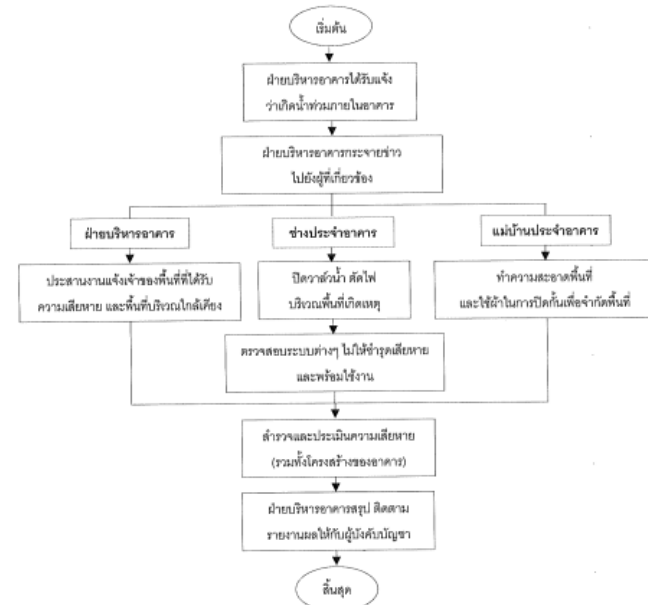 เริ่มต้น
ฝ่ายบริหารอาคารได้รับแจ้ง
ว่าเกิดน้ำท่วมภายในอาคาร
ฝ่ายบริหารอาคารกระจายข่าว
ไปยังผู้ที่เกี่ยวข้อง
ฝ่ายบริหารอาคาร
ช่างประจำอาคาร
แม่บ้านประจำอาคาร
ประสานงานแจ้งเจ้าของพื้นที่ที่ได้รับ
ความเสียหาย และพื้นที่บริเวณใกล้เคียง
ปิดวาล์วน้ำ ตัดไฟ
บริเวณพื้นที่เกิดเหตุ
ทำความสะอาดพื้นที่
และใช้ผ้าในการปิดกั้นเพื่อจำกัดพื้นที่
ตรวจสอบระบบต่างๆ ไม่ให้ชำรุดเสียหาย
และพร้อมใช้งาน
สำรวจและประเมินความเสียหาย
(รวมทั้งโครงสร้างของอาคาร)
ฝ่ายบริหารอาคารสรุป ติดตาม
รายงานผลให้กับผู้บังคับบัญชา
สิ้นสุด